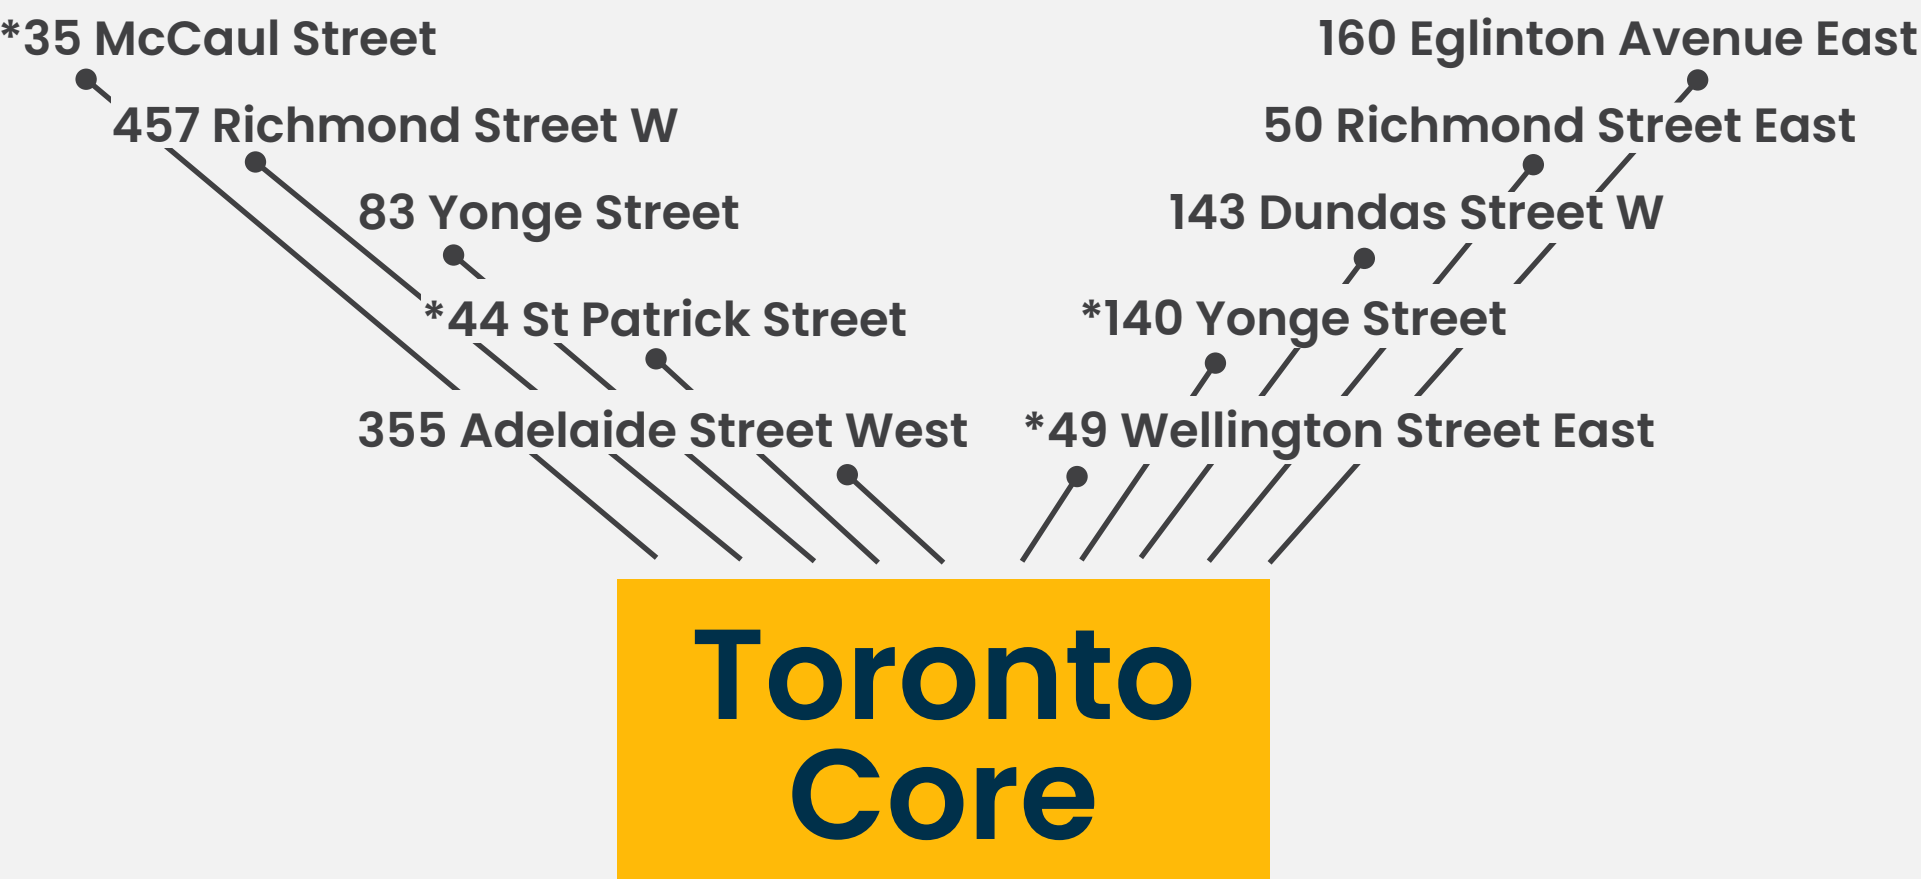 *35 McCaul Street
457 Richmond Street W
83 Yonge Street
*44 St Patrick Street
355 Adelaide Street West
160 Eglinton Avenue East
50 Richmond Street East
143 Dundas Street W
*140 Yonge Street
*49 Wellington Street East
Toronto
Core